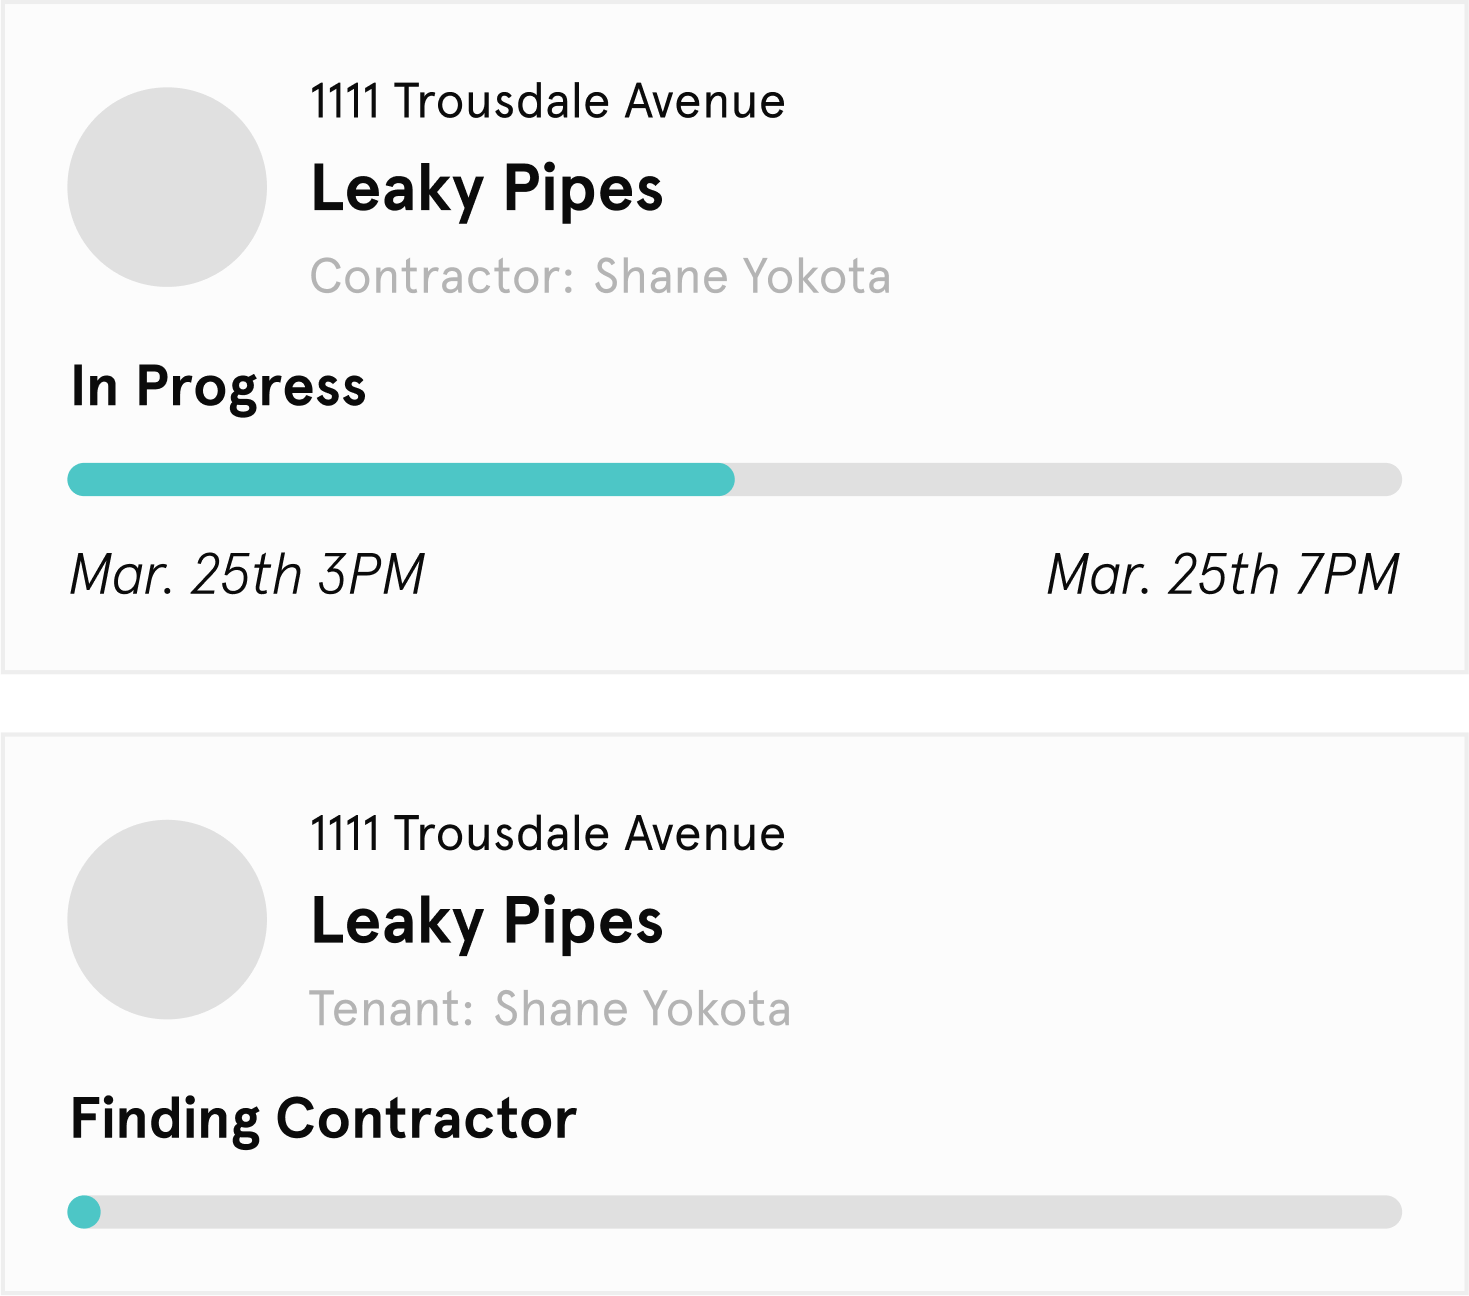 1111 Trousdale Avenue
Leaky Pipes
Contractor: Shane Yokota
In Progress
Mar. 25th 3PM
Mar. 25th 7PM
1111 Trousdale Avenue
Leaky Pipes
Tenant: Shane Yokota
Finding Contractor